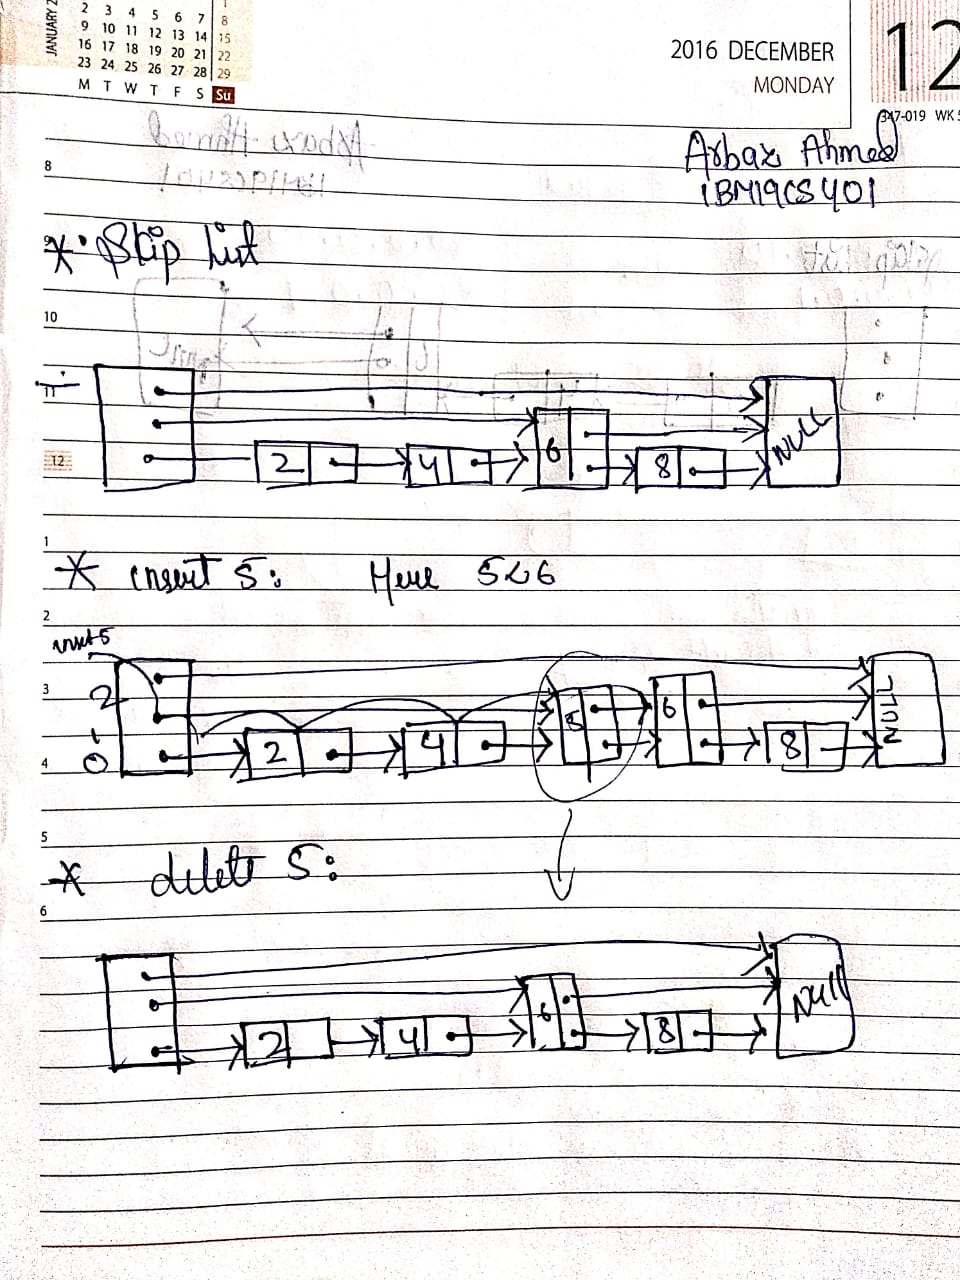 JANUARY 2
1
2 3 4 5 6 7 8
9 10 11 12 13 14 15
16 17 18 19 20 21 22
23 24 25 26 27 28 29
M T W T F S Su
2016 DECEMBER
MONDAY
12
347-019 WK
Arbaz Ahmed
1BM19CS401
8
9
* Skip list
10
11
12
2 4 6 8 NULL
1
* insert 5: Here 5<6
2
insert 5
3
2
1
0
2 4 5 6 8 NULL
4
5
* delete 5:
6
2 4 6 8 NULL